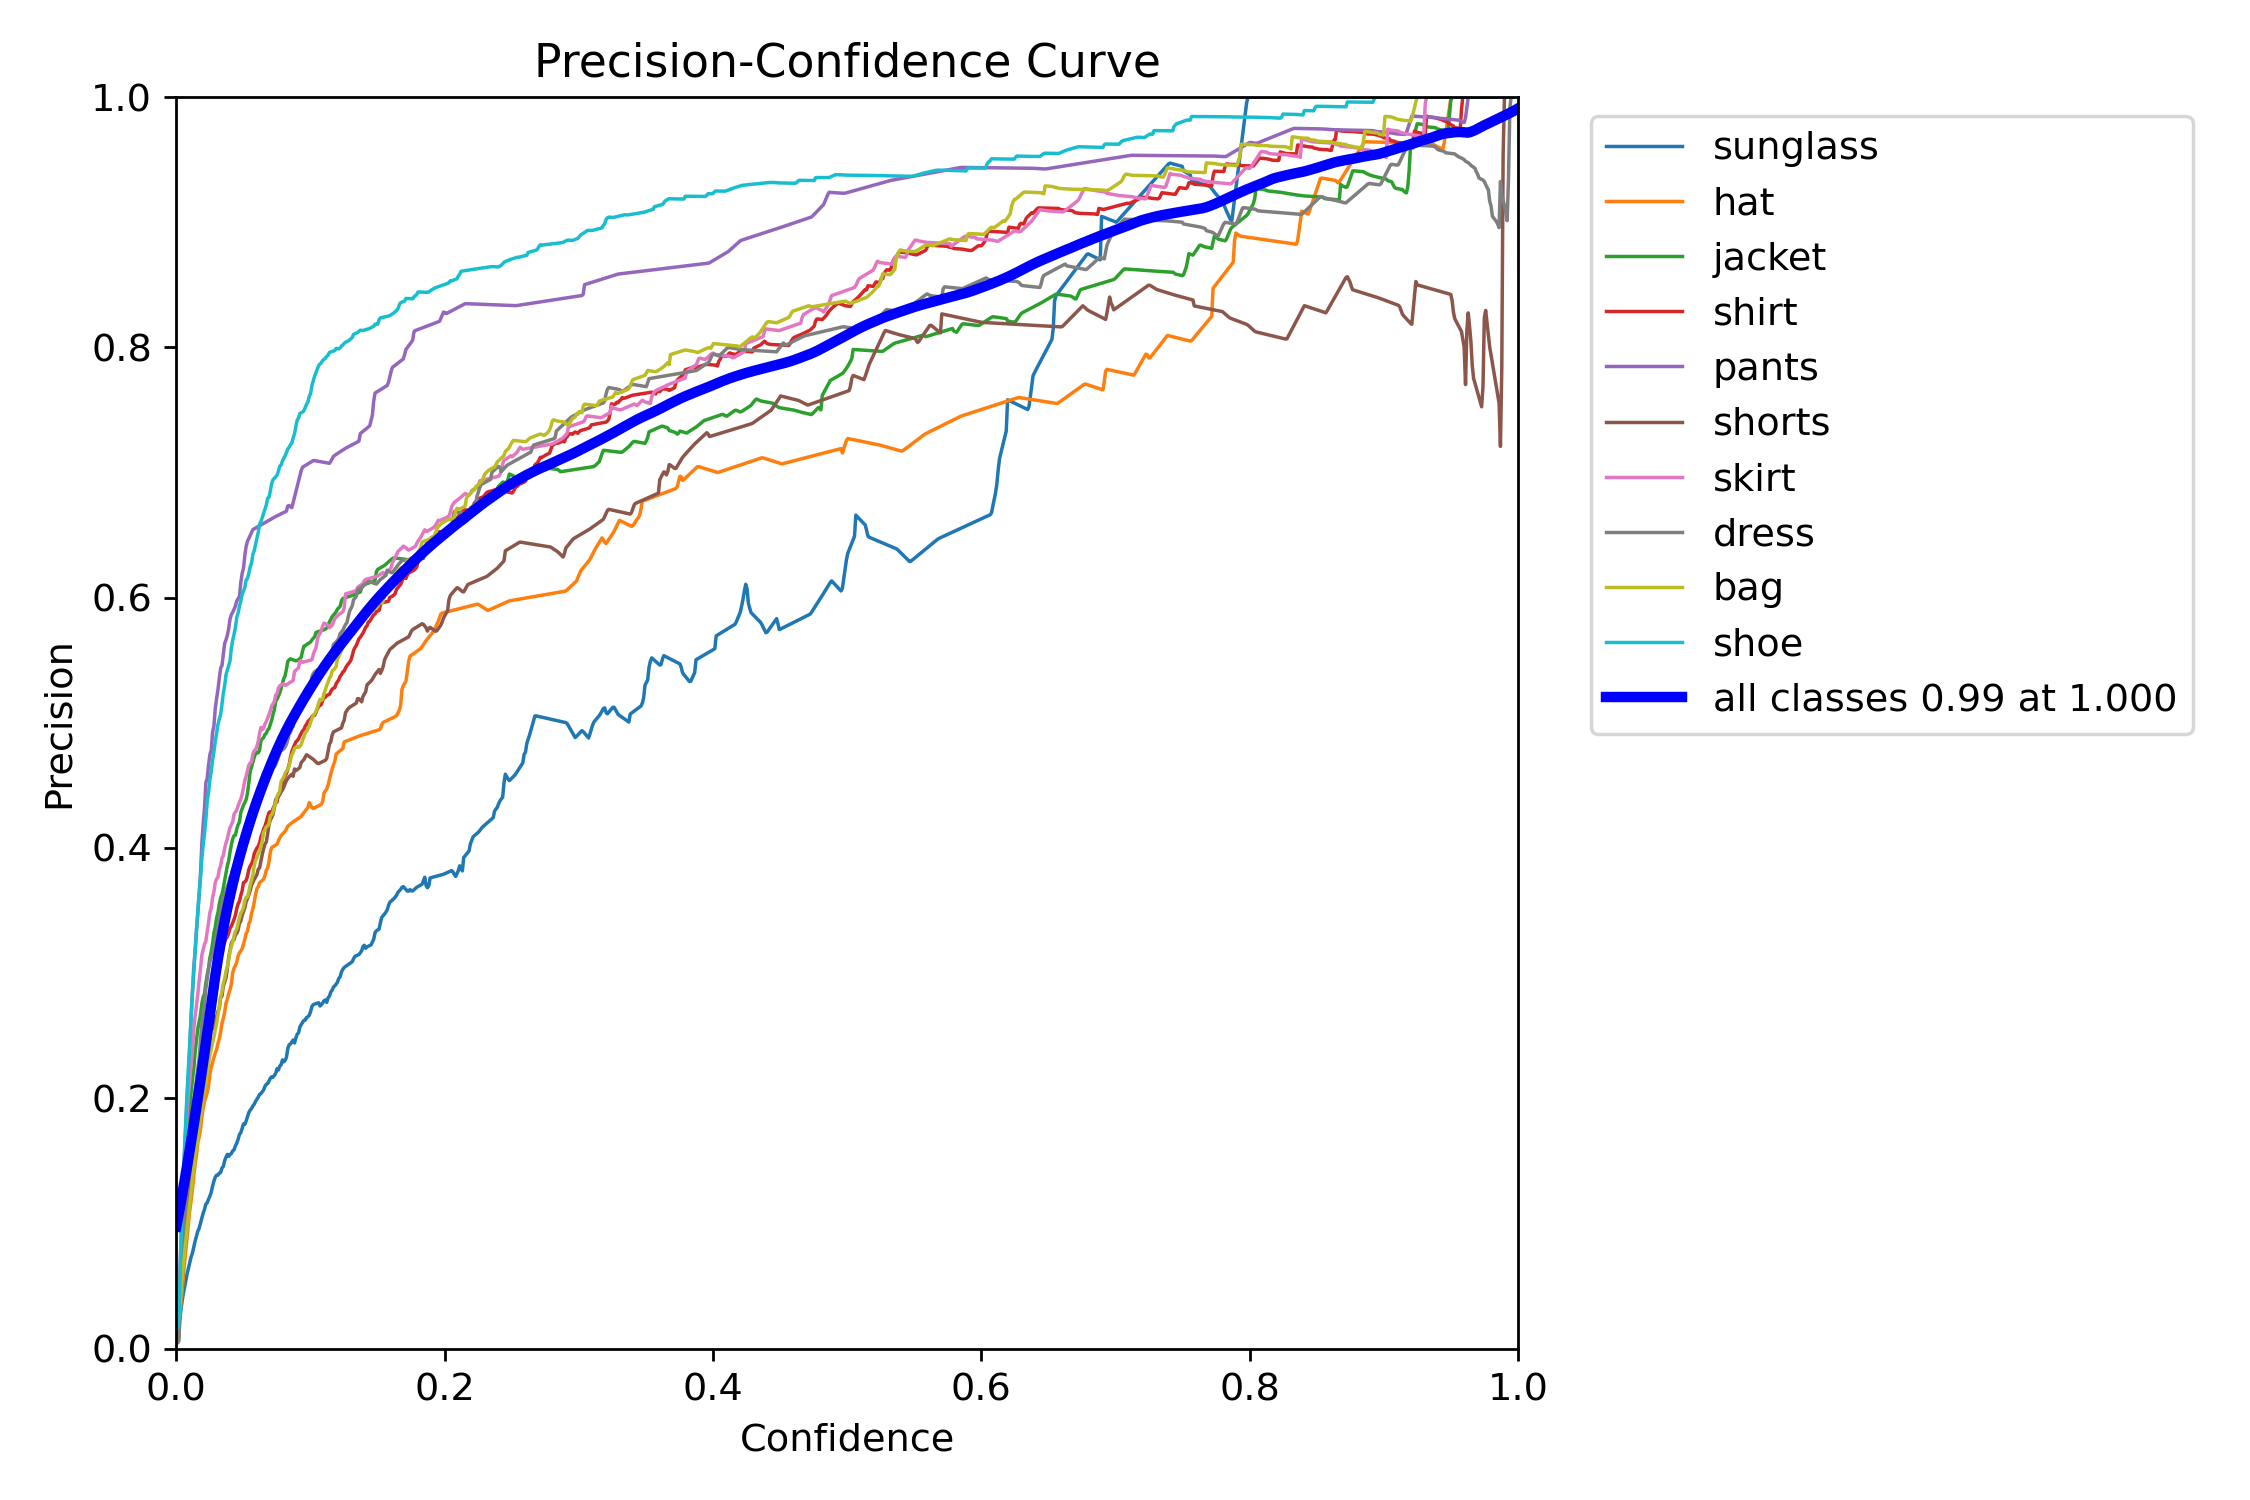 Precision-Confidence Curve
1.0
0.8
0.6
0.4
0.2
0.0
Precision
0.0 0.2 0.4 0.6 0.8 1.0
Confidence
sunglass
hat
jacket
shirt
pants
shorts
skirt
dress
bag
shoe
all classes 0.99 at 1.000